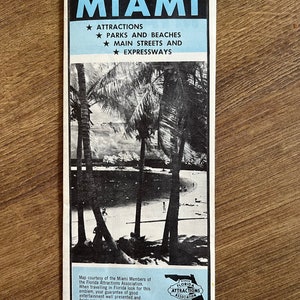 MIAMI
★ ATTRACTIONS
★ PARKS AND BEACHES
★ MAIN STREETS AND
★ EXPRESSWAYS
Map courtesy of the Miami Members of
the Florida Attractions Association.
When travelling in Florida look for this
emblem, your guarantee of good
entertainment well presented and
FLORIDA
ATTRACTIONS
ASSOCIATION